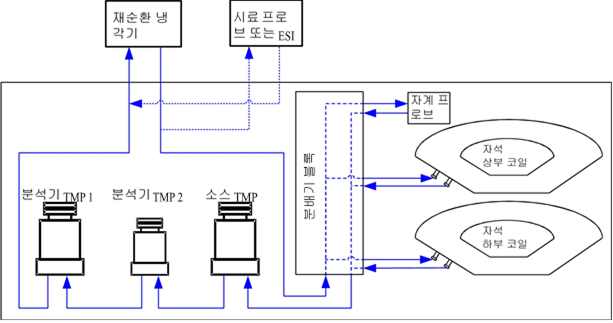 재순환 냉
각기
시료 프로
브 또는 ESI
자계 프
로브
분배기 블록
자석
상부 코일
분석기 TMP 1
분석기 TMP 2
소스 TMP
자석
하부 코일